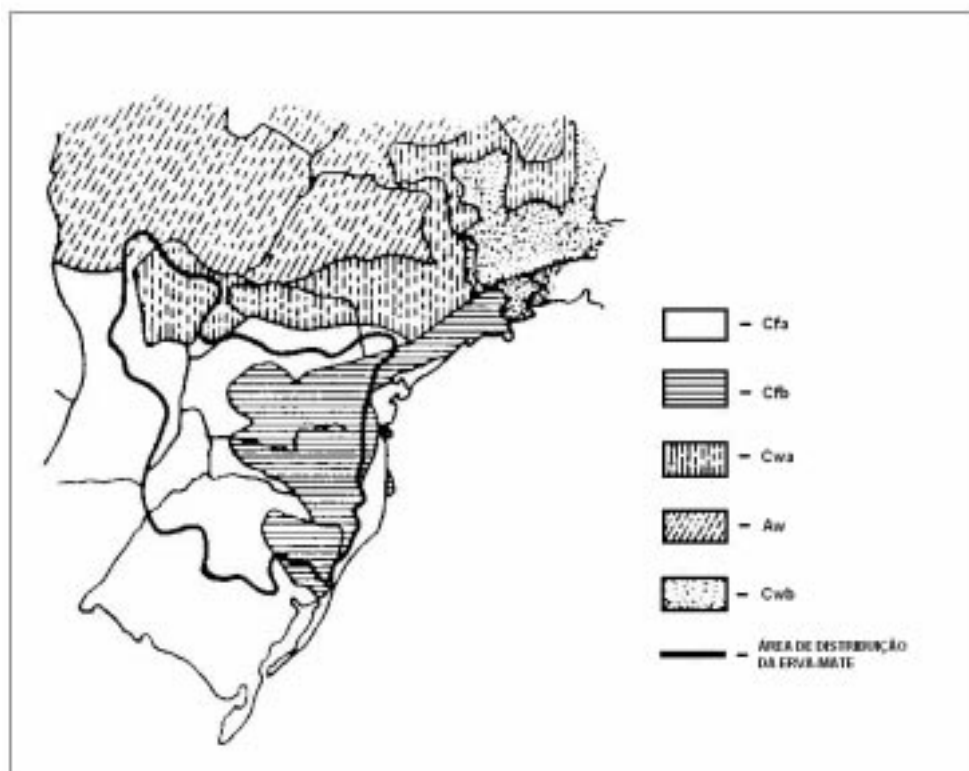 – Cfa
– Cfb
– Cwa
– Aw
– Cwb
– ÁREA DE DISTRIBUIÇÃO
DA ERVA-MATE